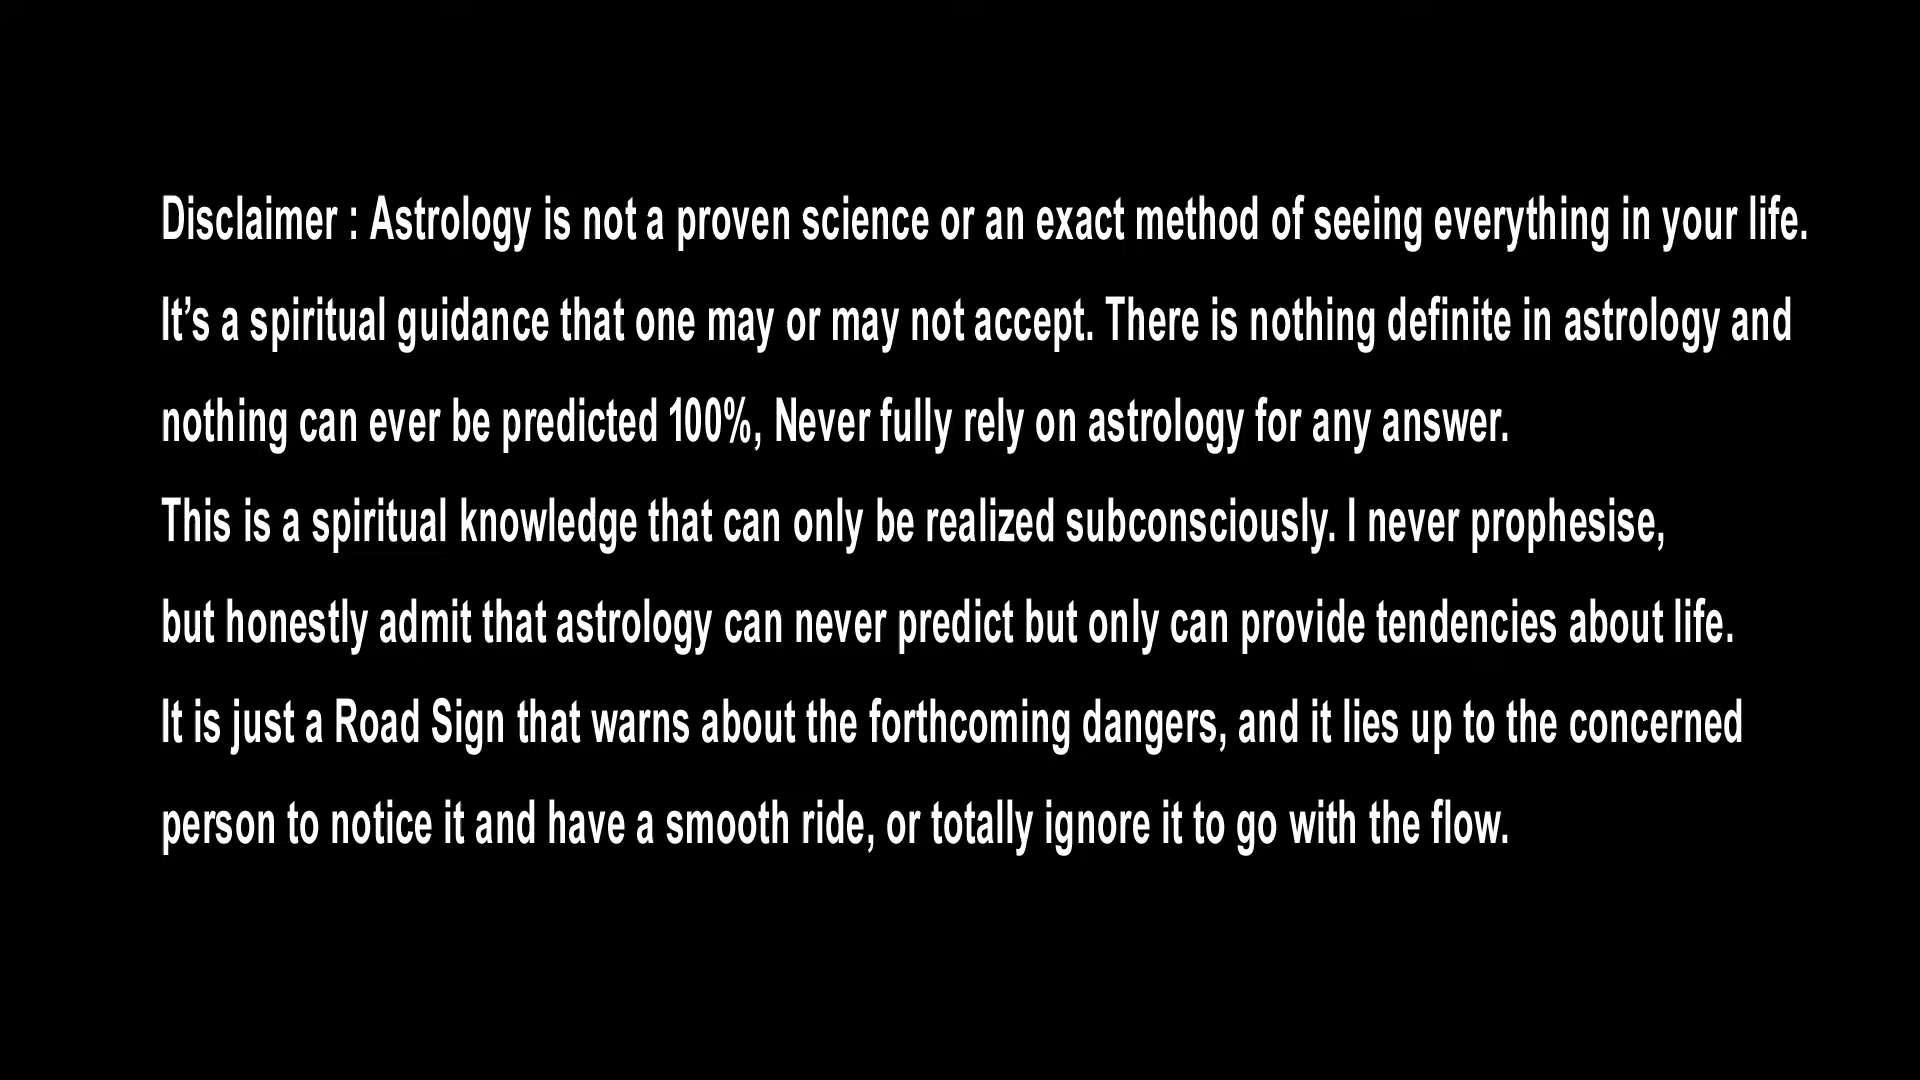 Disclaimer : Astrology is not a proven science or an exact method of seeing everything in your life.
It’s a spiritual guidance that one may or may not accept. There is nothing definite in astrology and
nothing can ever be predicted 100%, Never fully rely on astrology for any answer.
This is a spiritual knowledge that can only be realized subconsciously. I never prophesise,
but honestly admit that astrology can never predict but only can provide tendencies about life.
It is just a Road Sign that warns about the forthcoming dangers, and it lies up to the concerned
person to notice it and have a smooth ride, or totally ignore it to go with the flow.